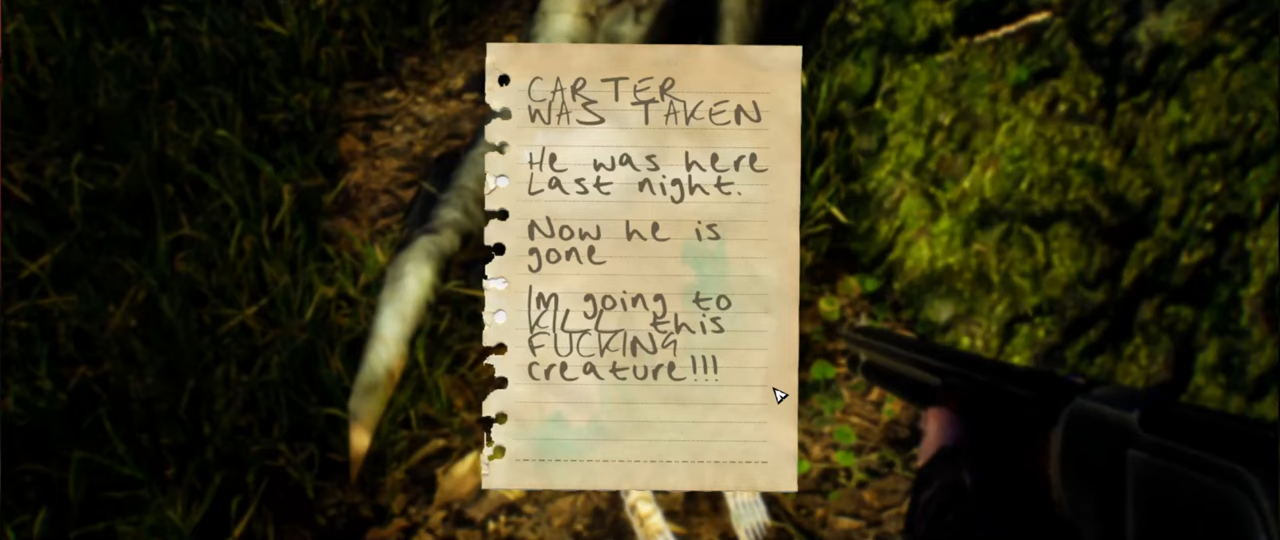 CARTER
WAS TAKEN
He was here
Last night.
Now he is
gone
Im going to
KILL this
FUCKING
creature!!!